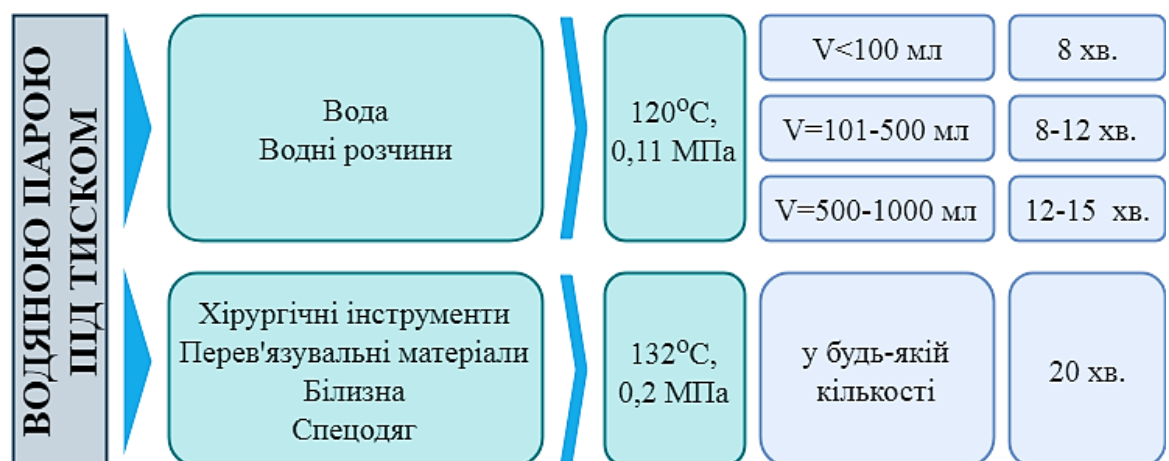 ВОДЯНОЮ ПАРОЮ
ПІД ТИСКОМ
Вода
Водні розчини
120°С,
0,11 МПа
V<100 мл
8 хв.
V=101-500 мл
8-12 хв.
V=500-1000 мл
12-15 хв.
Хірургічні інструменти
Перев'язувальні матеріали
Білизна
Спецодяг
132°С,
0,2 МПа
у будь-якій
кількості
20 хв.